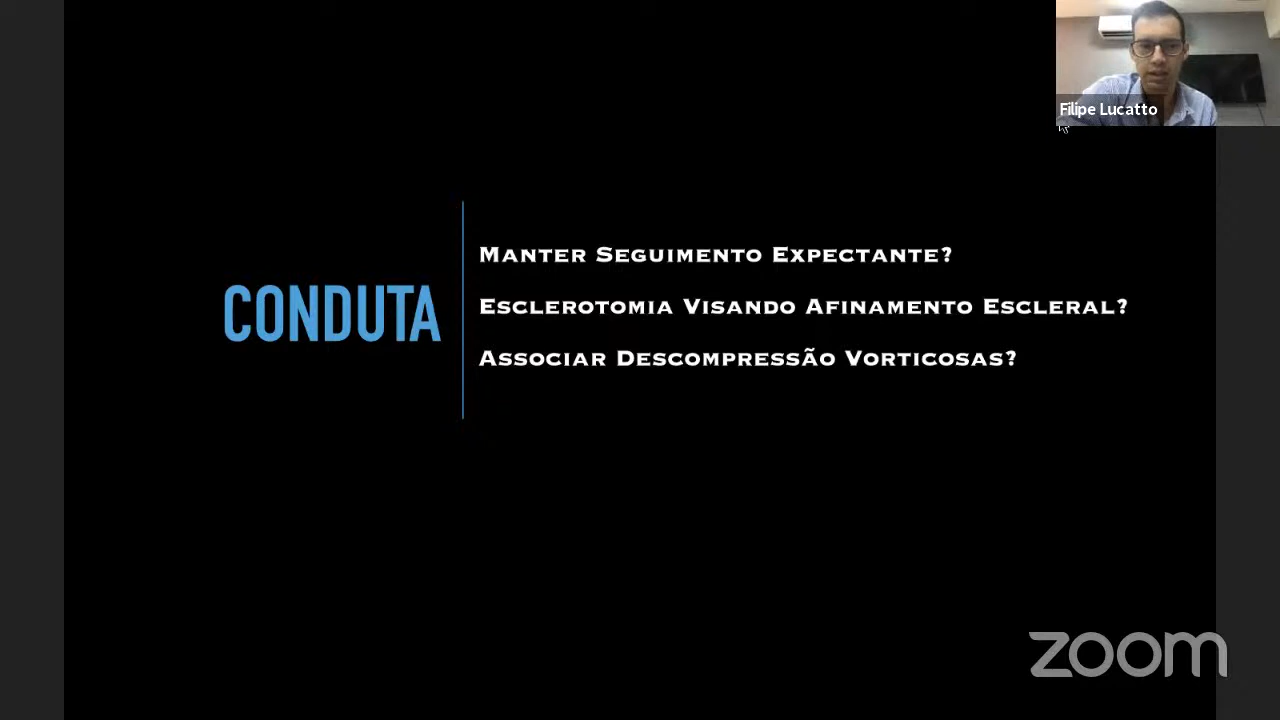 Filipe Lucatto
CONDUTA
Manter Seguimento Expectante?
Esclerotomia Visando Afinamento Escleral?
Associar Descompressão Vorticosas?
zoom